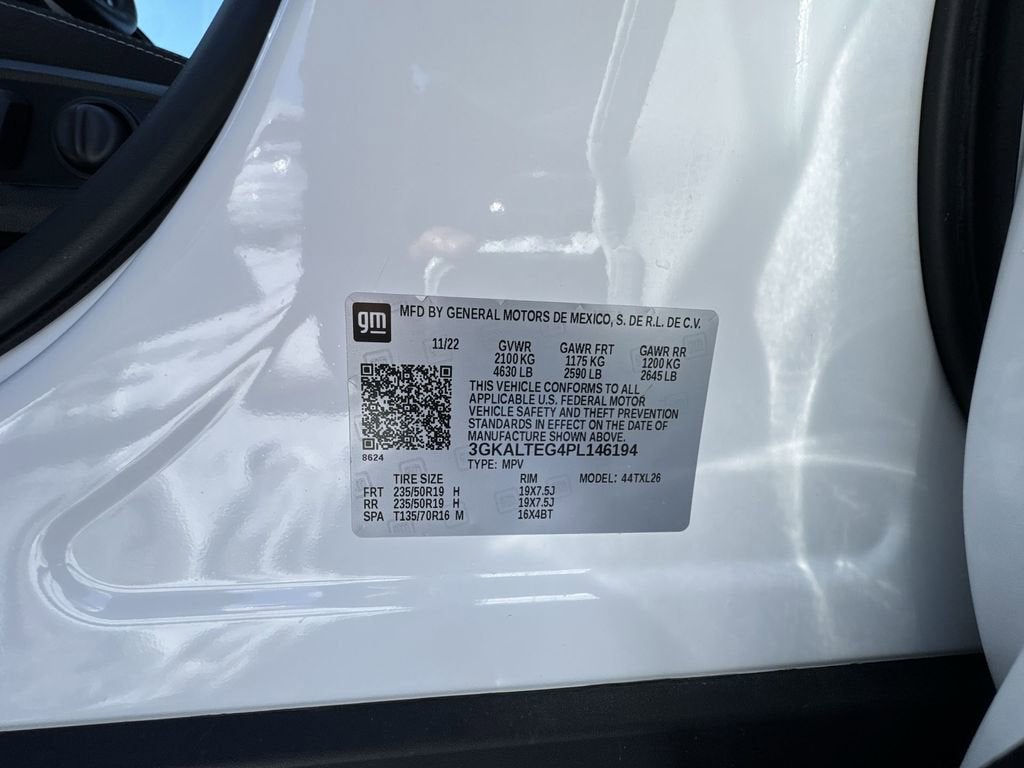 gm MFD BY GENERAL MOTORS DE MEXICO, S. DE R.L. DE C.V.
11/22 GVWR GAWR FRT GAWR RR
2100 KG 1175 KG 1200 KG
4630 LB 2590 LB 2645 LB
THIS VEHICLE CONFORMS TO ALL
APPLICABLE U.S. FEDERAL MOTOR
VEHICLE SAFETY AND THEFT PREVENTION
STANDARDS IN EFFECT ON THE DATE OF
MANUFACTURE SHOWN ABOVE.
3GKALTEG4PL146194
8624
TYPE: MPV
TIRE SIZE RIM MODEL: 44TXL26
FRT 235/50R19 H 19X7.5J
RR 235/50R19 H 19X7.5J
SPA T135/70R16 M 16X4BT